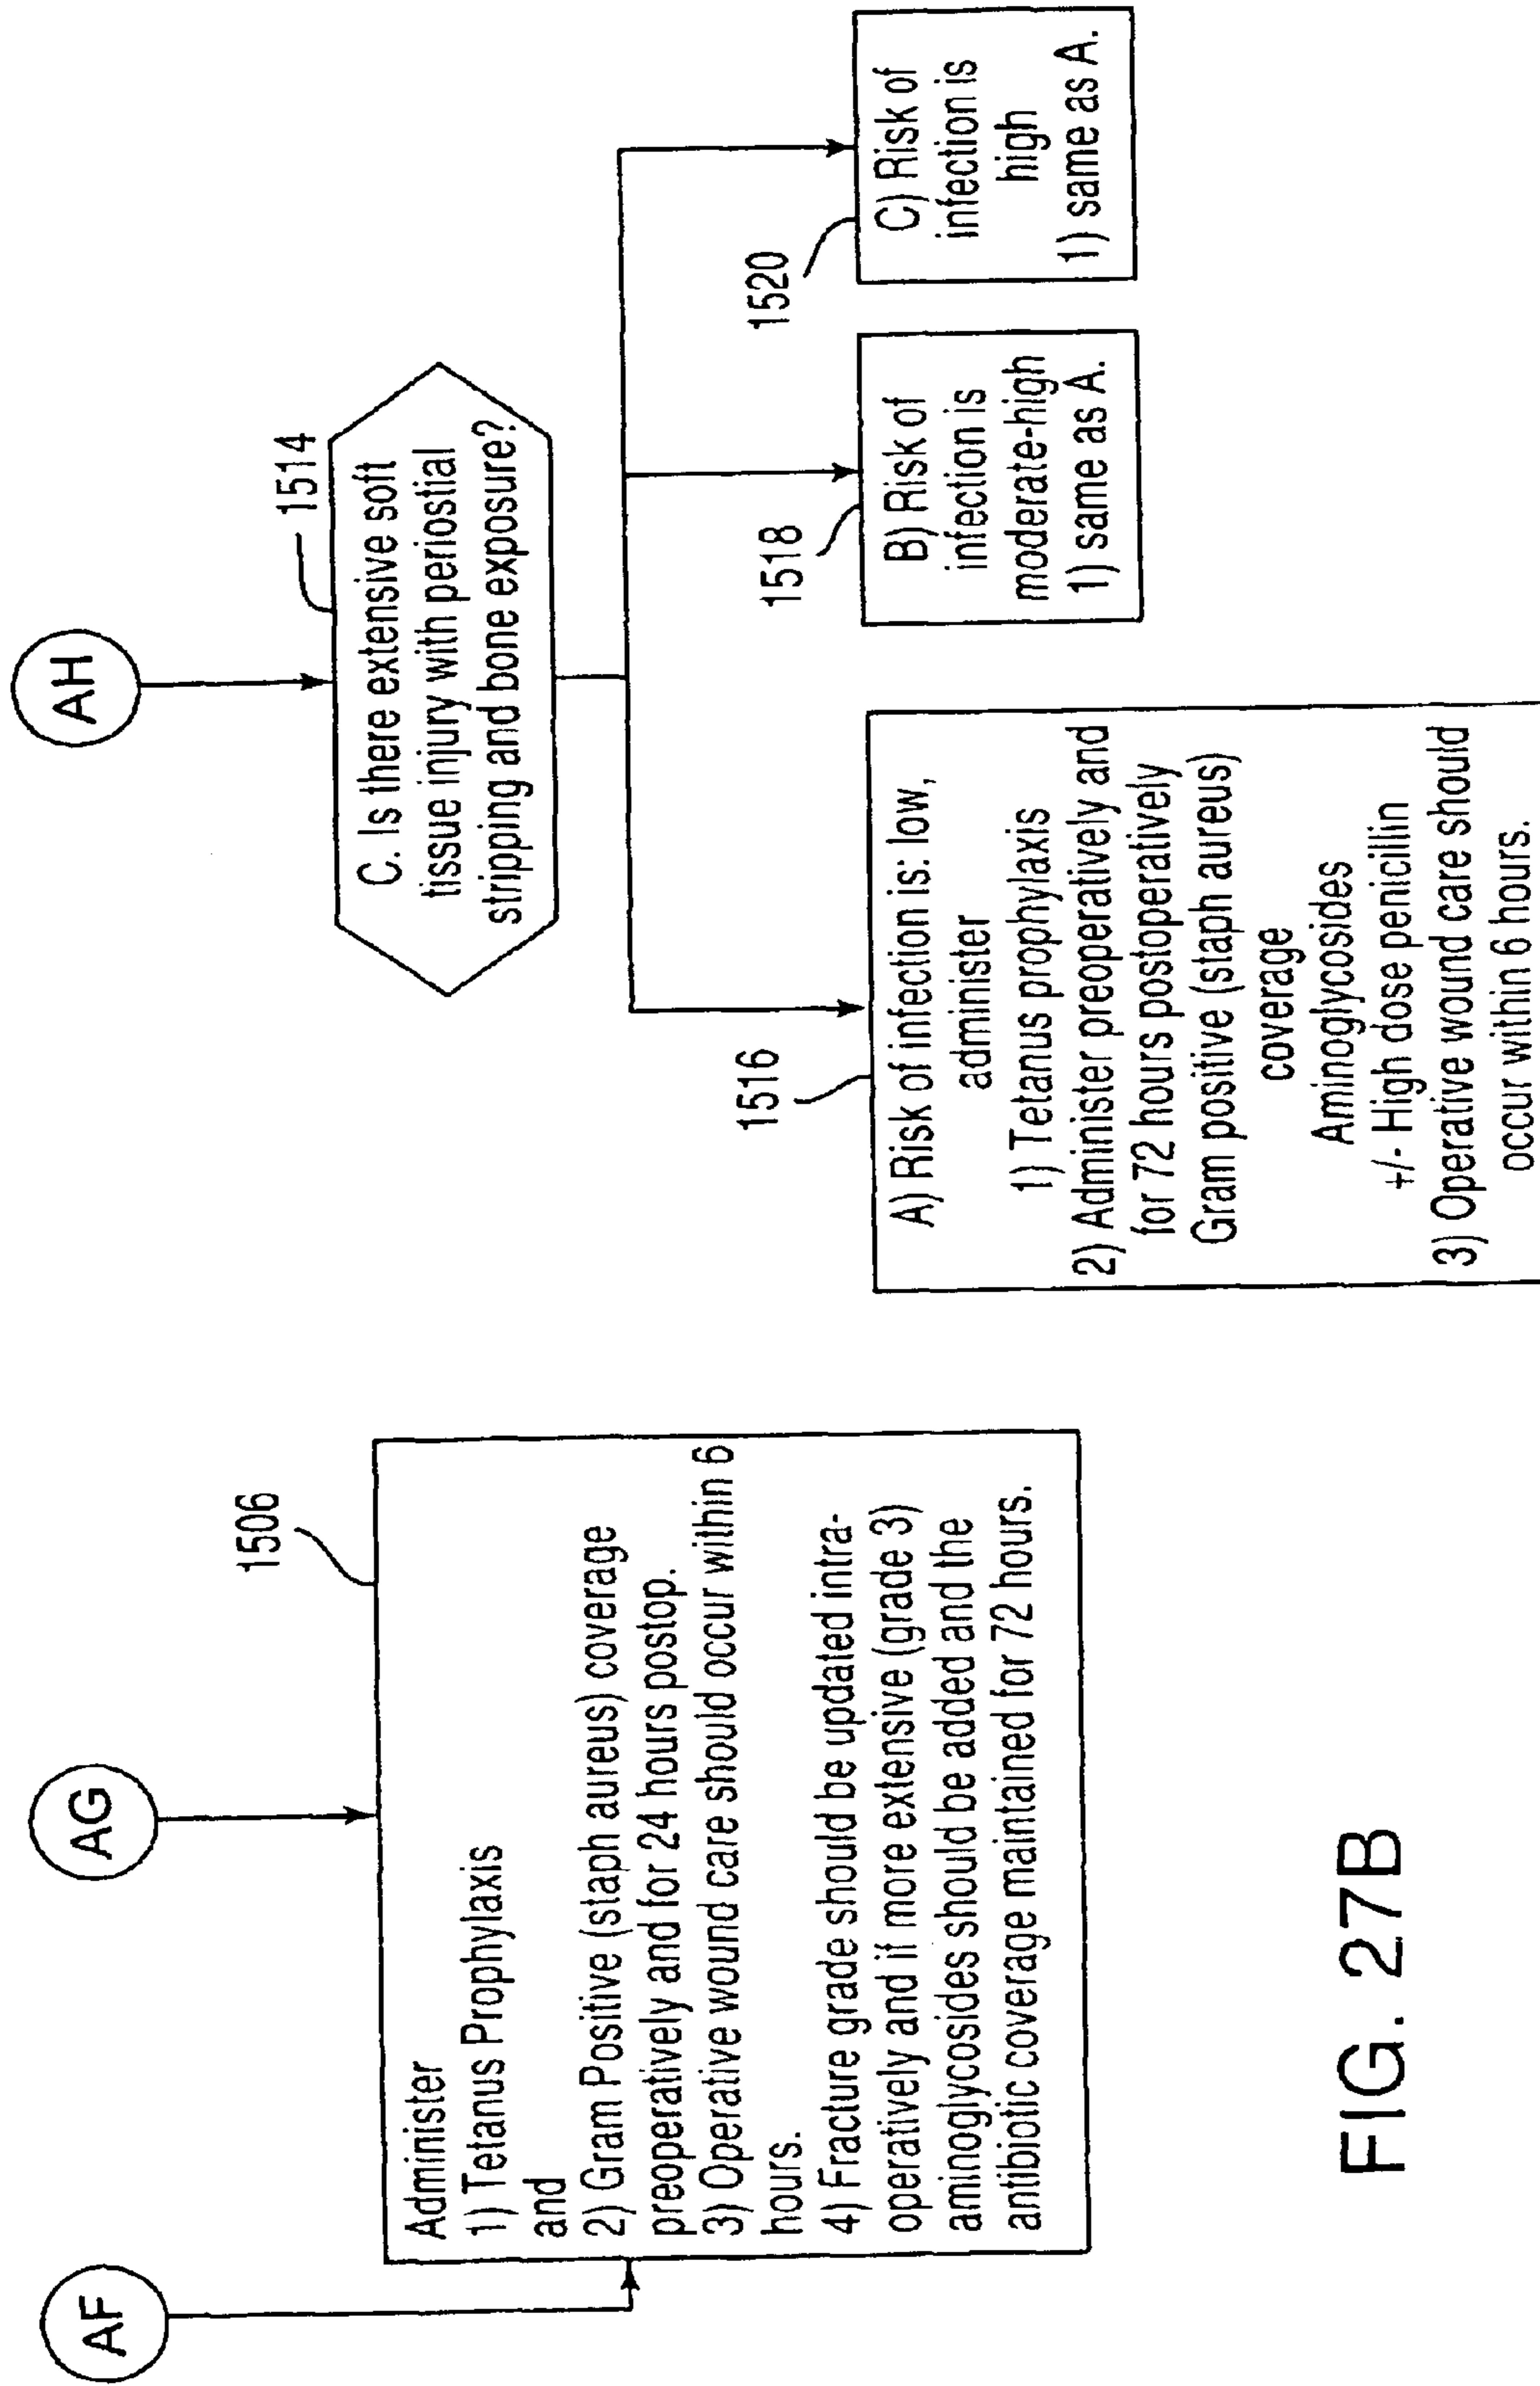 AF
AG
1506
Administer
1) Tetanus Prophylaxis
and
2) Gram Positive (staph aureus) coverage
preoperatively and for 24 hours postop.
3) Operative wound care should occur within 6
hours.
4) Fracture grade should be updated intra-
operatively and if more extensive (grade 3)
aminoglycosides should be added and the
antibiotic coverage maintained for 72 hours.
AH
1514
C. Is there extensive soft
tissue injury with periostial
stripping and bone exposure?
1516
A) Risk of infection is: low,
administer
1) Tetanus prophylaxis
2) Administer preoperatively and
for 72 hours postoperatively
Gram positive (staph aureus)
coverage
Aminoglycosides
+/- High dose penicillin
3) Operative wound care should
occur within 6 hours.
1518
B) Risk of
infection is
moderate-high
1) same as A.
1520
C) Risk of
infection is
high
1) same as A.
FIG. 27B